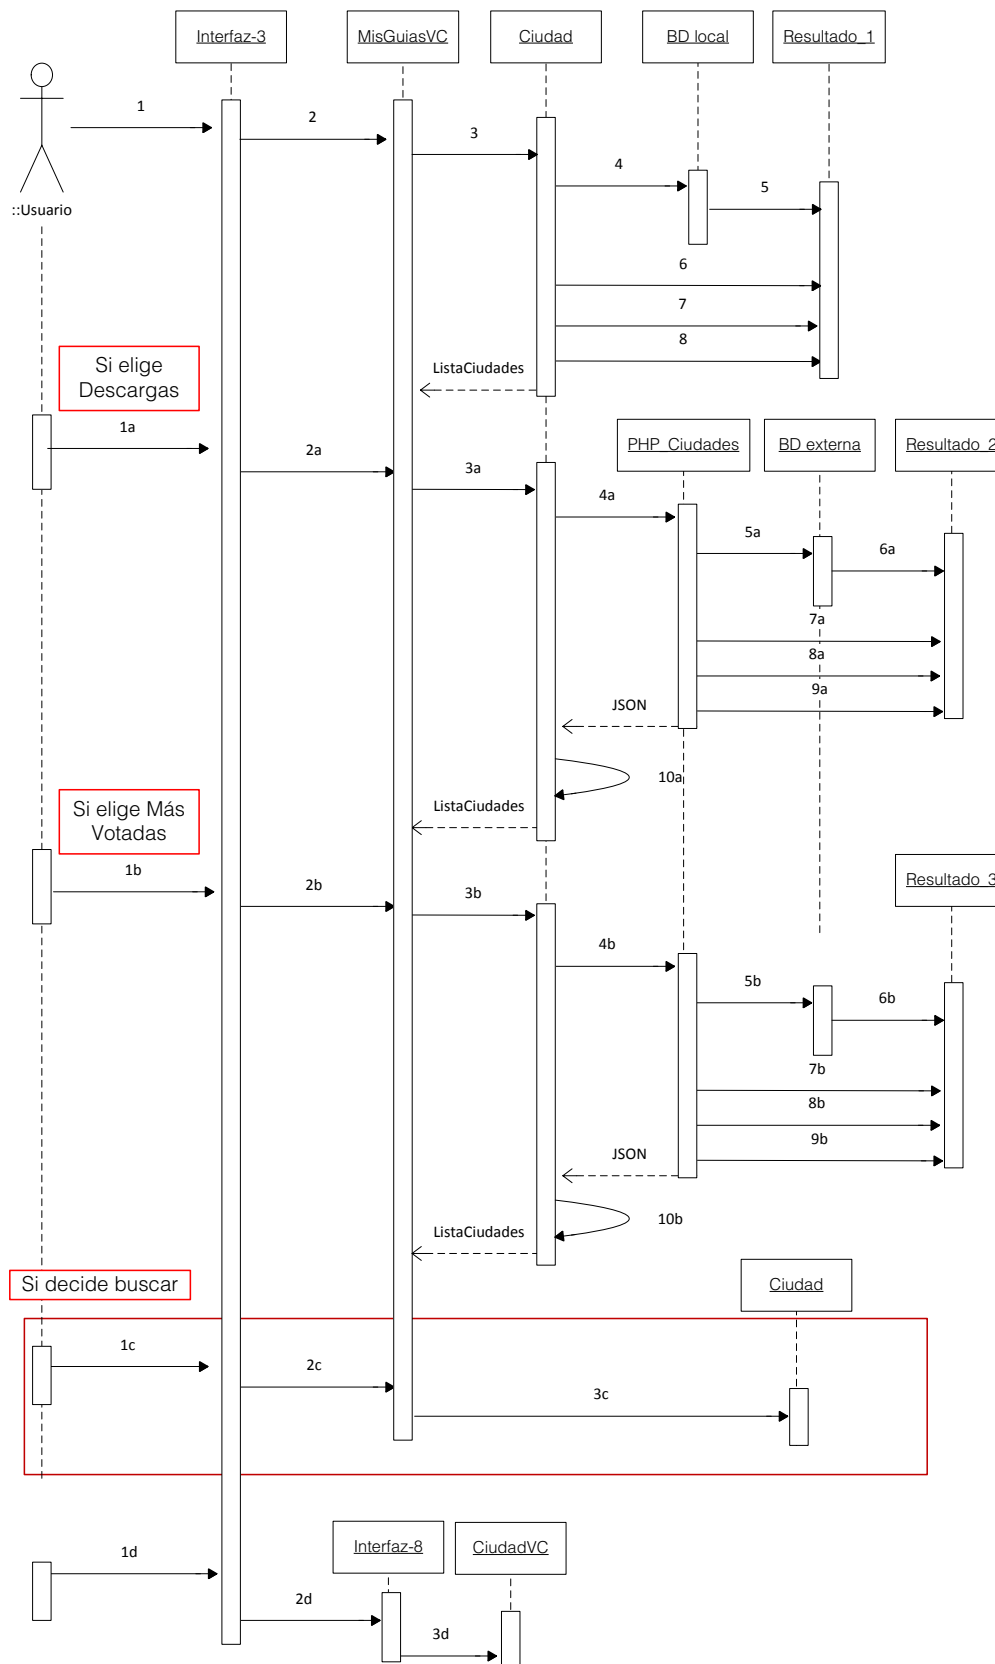 Interfaz-3
MisGuiasVC
Ciudad
BD local
Resultado_1
1
2
3
4
5
::Usuario
6
7
8
Si elige
Descargas
ListaCiudades
1a
2a
3a
PHP_Ciudades
BD externa
Resultado_2
4a
5a
6a
7a
8a
9a
JSON
10a
Si elige Más
Votadas
ListaCiudades
1b
2b
3b
Resultado_3
4b
5b
6b
7b
8b
9b
JSON
10b
ListaCiudades
Si decide buscar
Ciudad
1c
2c
3c
Interfaz-8
CiudadVC
1d
2d
3d